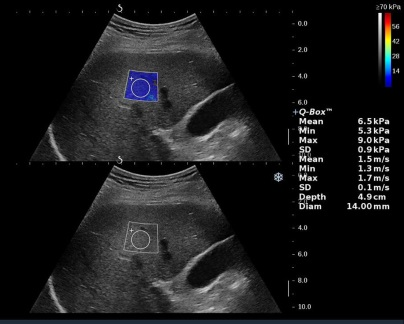 ≥70 kPa
0.0
56
2.0
42
28
4.0
14
6.0
+Q-Box™
Mean 6.5 kPa
Min 5.3 kPa
Max 9.0 kPa
SD 0.9 kPa
Mean 1.5 m/s
Min 1.3 m/s
Max 1.7 m/s
SD 0.1 m/s
Depth 4.9 cm
Diam 14.00 mm
4.0
6.0
8.0
10.0